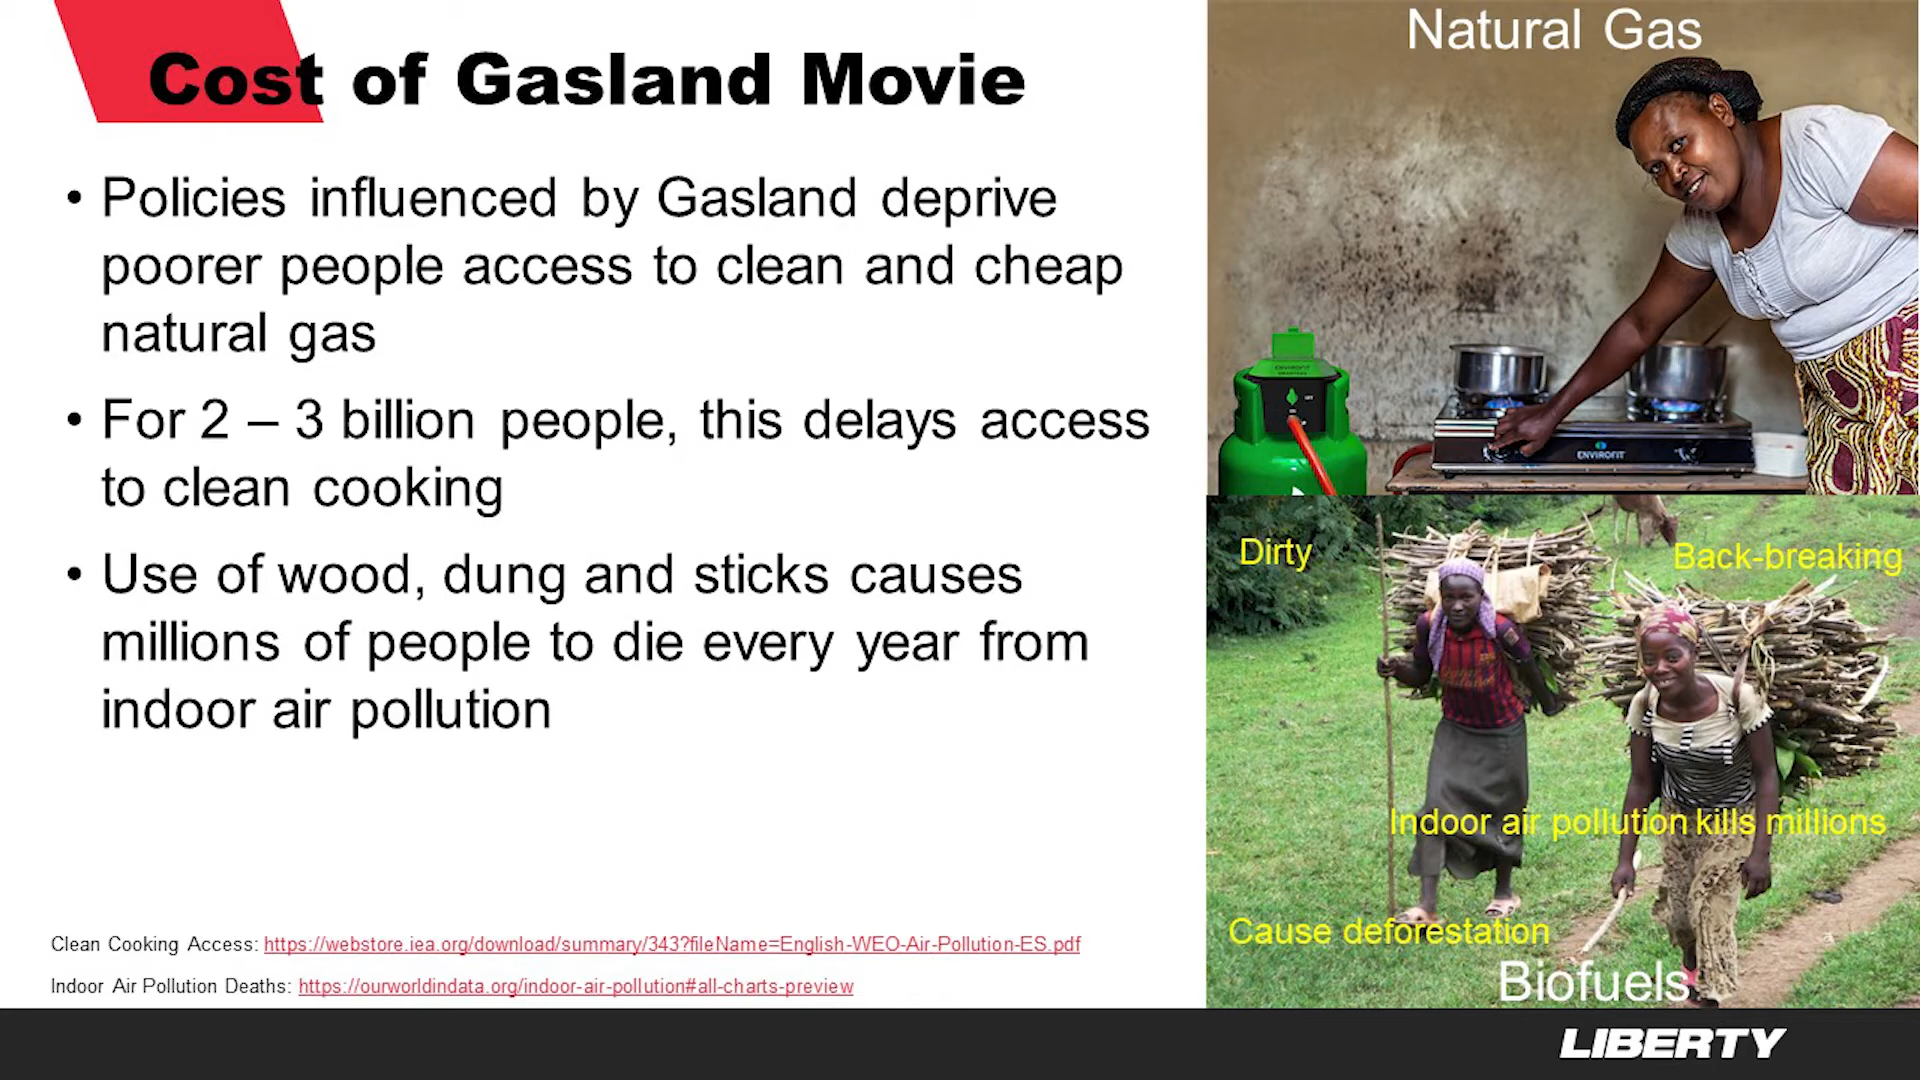 Cost of Gasland Movie
• Policies influenced by Gasland deprive
poorer people access to clean and cheap
natural gas
• For 2 – 3 billion people, this delays access
to clean cooking
• Use of wood, dung and sticks causes
millions of people to die every year from
indoor air pollution
Clean Cooking Access: https://webstore.iea.org/download/summary/343?fileName=English-WEO-Air-Pollution-ES.pdf
Indoor Air Pollution Deaths: https://ourworldindata.org/indoor-air-pollution#all-charts-preview
Natural Gas
ENVIROFIT
ENVIROFIT
Dirty
Back-breaking
Indoor air pollution kills millions
Cause deforestation
Biofuels
LIBERTY